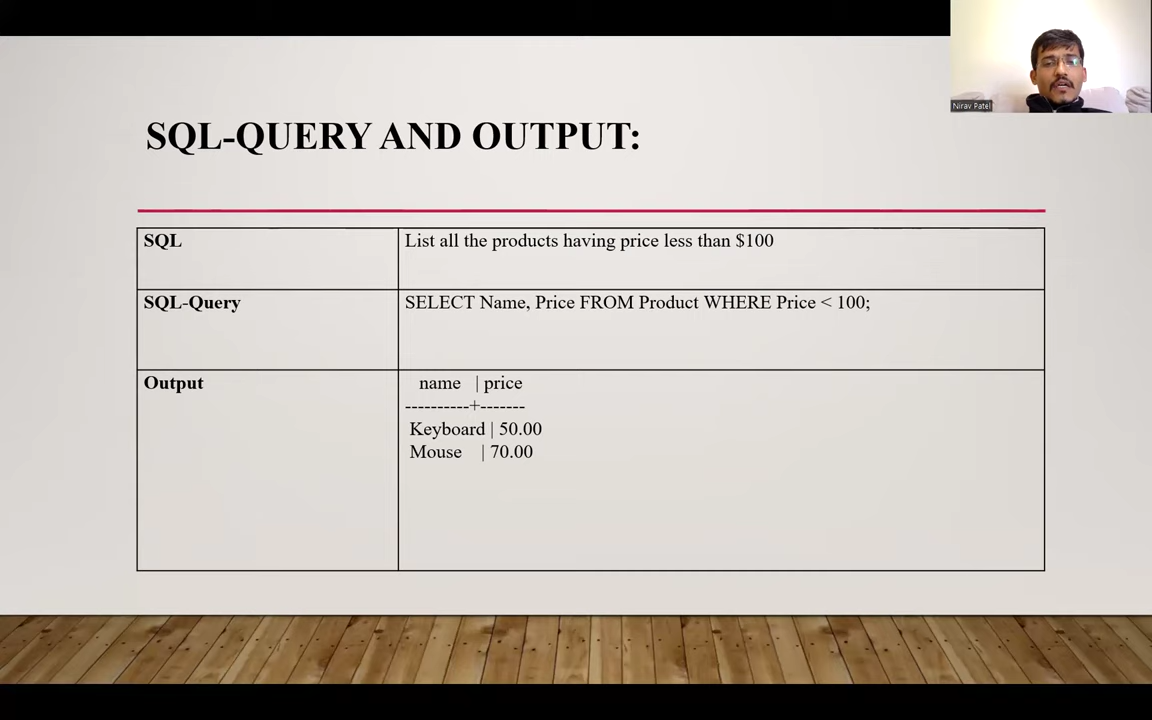 Nirav Patel
SQL-QUERY AND OUTPUT:
SQL
List all the products having price less than $100
SQL-Query
SELECT Name, Price FROM Product WHERE Price < 100;
Output
name | price
----------+-------
Keyboard | 50.00
Mouse | 70.00